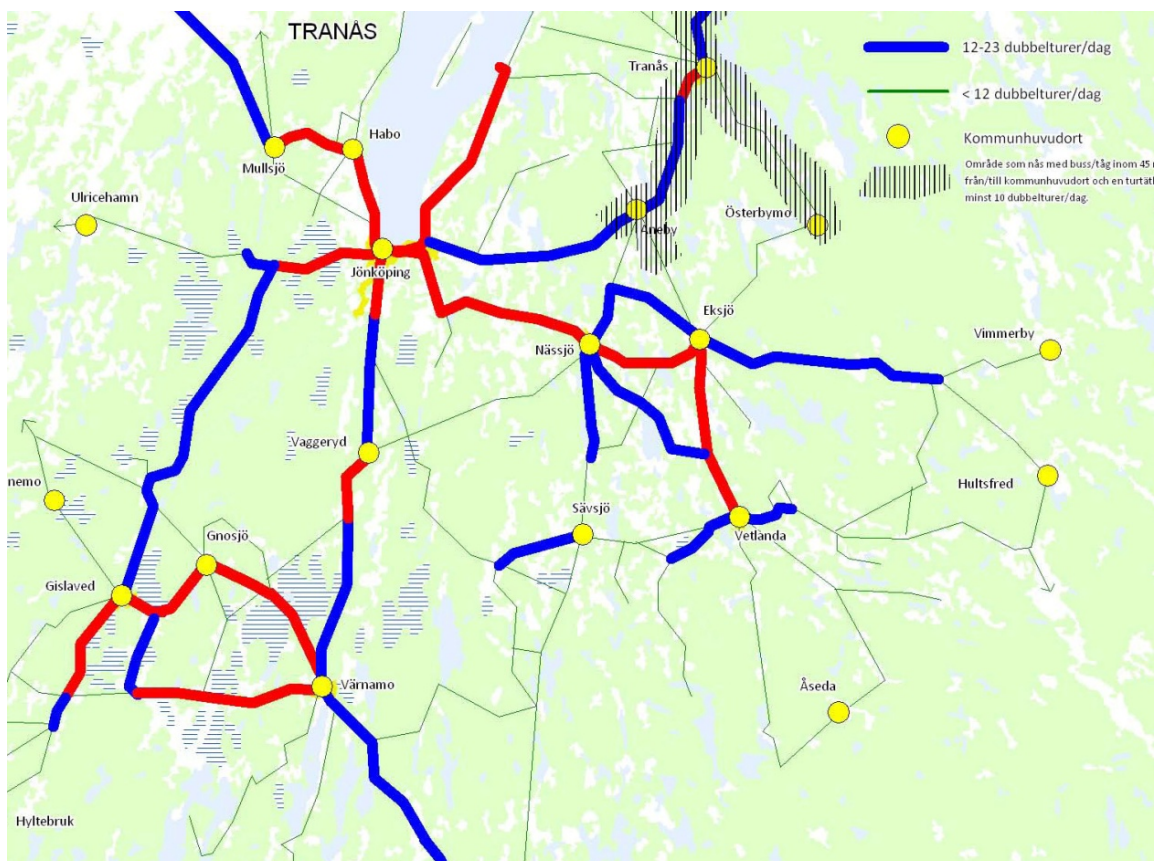 TRANÅS
12-23 dubbelturer/dag
< 12 dubbelturer/dag
Kommunhuvudort
Område som nås med buss/tåg inom 45
från/till kommunhuvudort och en turtät
minst 10 dubbelturer/dag.
Tranås
Habo
Mullsjö
Ulricehamn
Jönköping
Aneby
Österbymo
Eksjö
Nässjö
Vimmerby
Vaggeryd
nemo
Hultsfred
Sävsjö
Vetlanda
Gnosjö
Gislaved
Värnamo
Åseda
Hyltebruk